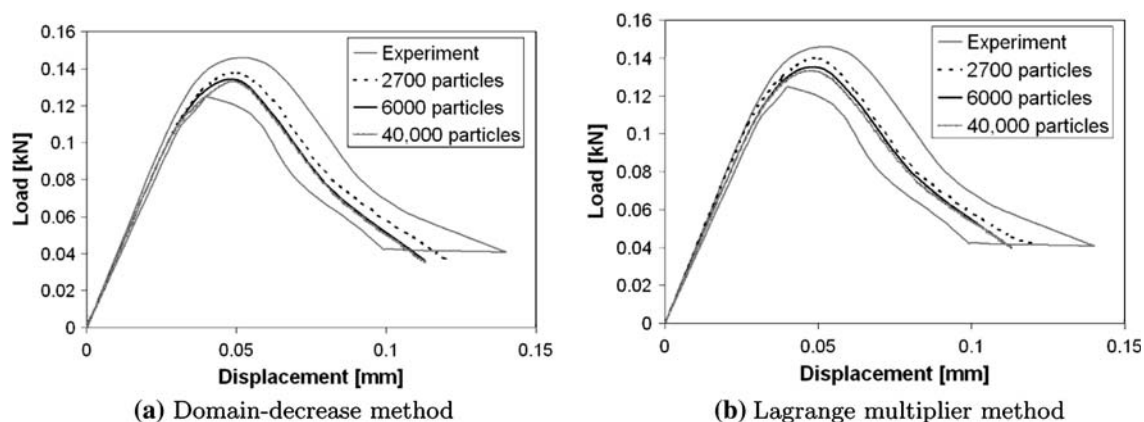 0.16
0.14
0.12
0.1
0.08
0.06
0.04
0.02
0
Load [kN]
0
0.05
0.1
0.15
Displacement [mm]
Experiment
2700 particles
6000 particles
40,000 particles
(a) Domain-decrease method
0.16
0.14
0.12
0.1
0.08
0.06
0.04
0.02
0
Load [kN]
0
0.05
0.1
0.15
Displacement [mm]
Experiment
2700 particles
6000 particles
40,000 particles
(b) Lagrange multiplier method